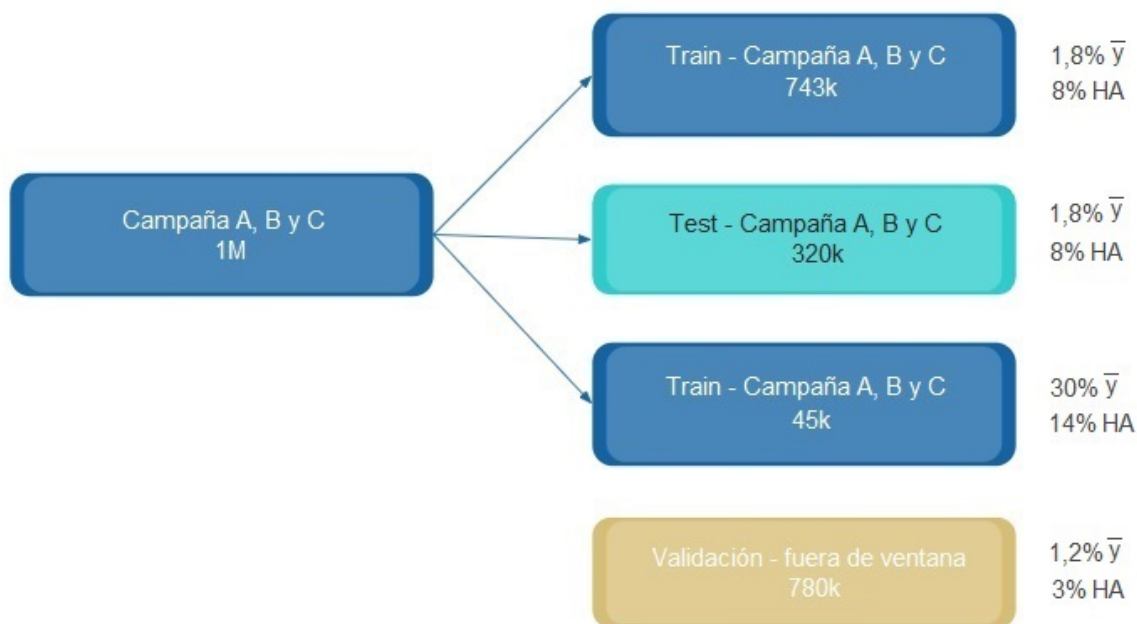 Campaña A, B y C
1M
Train - Campaña A, B y C
743k
1,8% ȳ
8% HA
Test - Campaña A, B y C
320k
1,8% ȳ
8% HA
Train - Campaña A, B y C
45k
30% ȳ
14% HA
Validación - fuera de ventana
780k
1,2% ȳ
3% HA